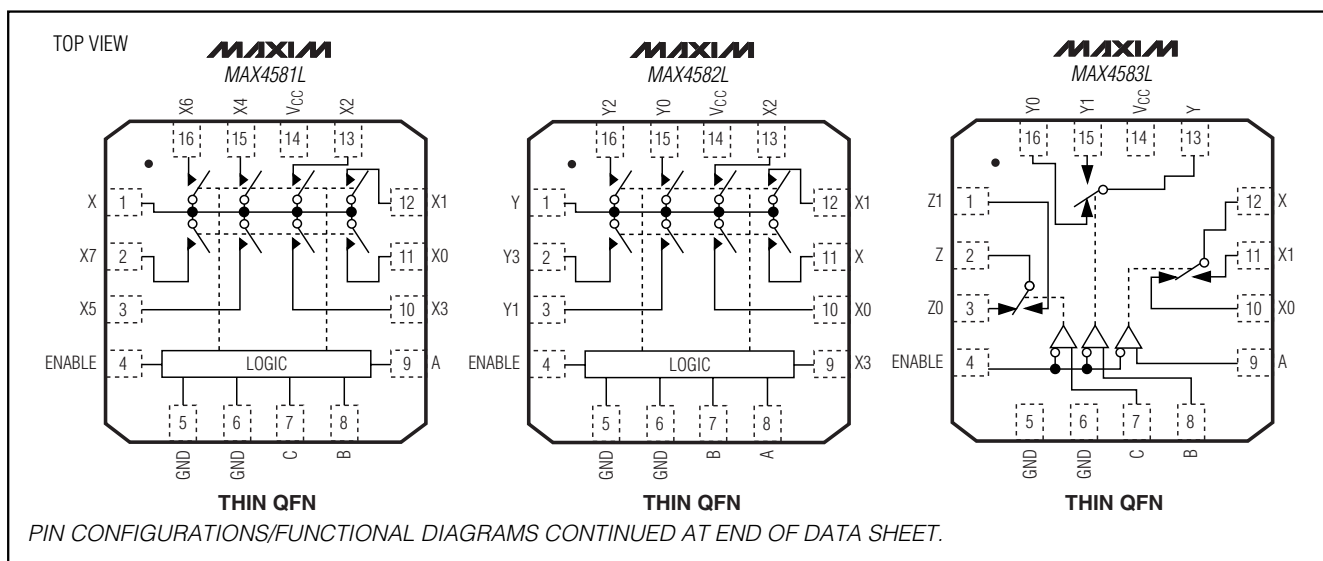 TOP VIEW
MAXIM
MAX4581L
X6 X4 VCC X2
16 15 14 13
X 1 12 X1
X7 2 11 X0
X5 3 10 X3
ENABLE 4 LOGIC 9 A
5 6 7 8
GND GND C B
THIN QFN
MAXIM
MAX4582L
Y2 Y0 VCC X2
16 15 14 13
Y 1 12 X1
Y3 2 11 X
Y1 3 10 X0
ENABLE 4 LOGIC 9 X3
5 6 7 8
GND GND B A
THIN QFN
MAXIM
MAX4583L
Y0 Y1 VCC Y
16 15 14 13
Z1 1 12 X
Z 2 11 X1
Z0 3 10 X0
ENABLE 4 9 A
5 6 7 8
GND GND C B
THIN QFN
PIN CONFIGURATIONS/FUNCTIONAL DIAGRAMS CONTINUED AT END OF DATA SHEET.